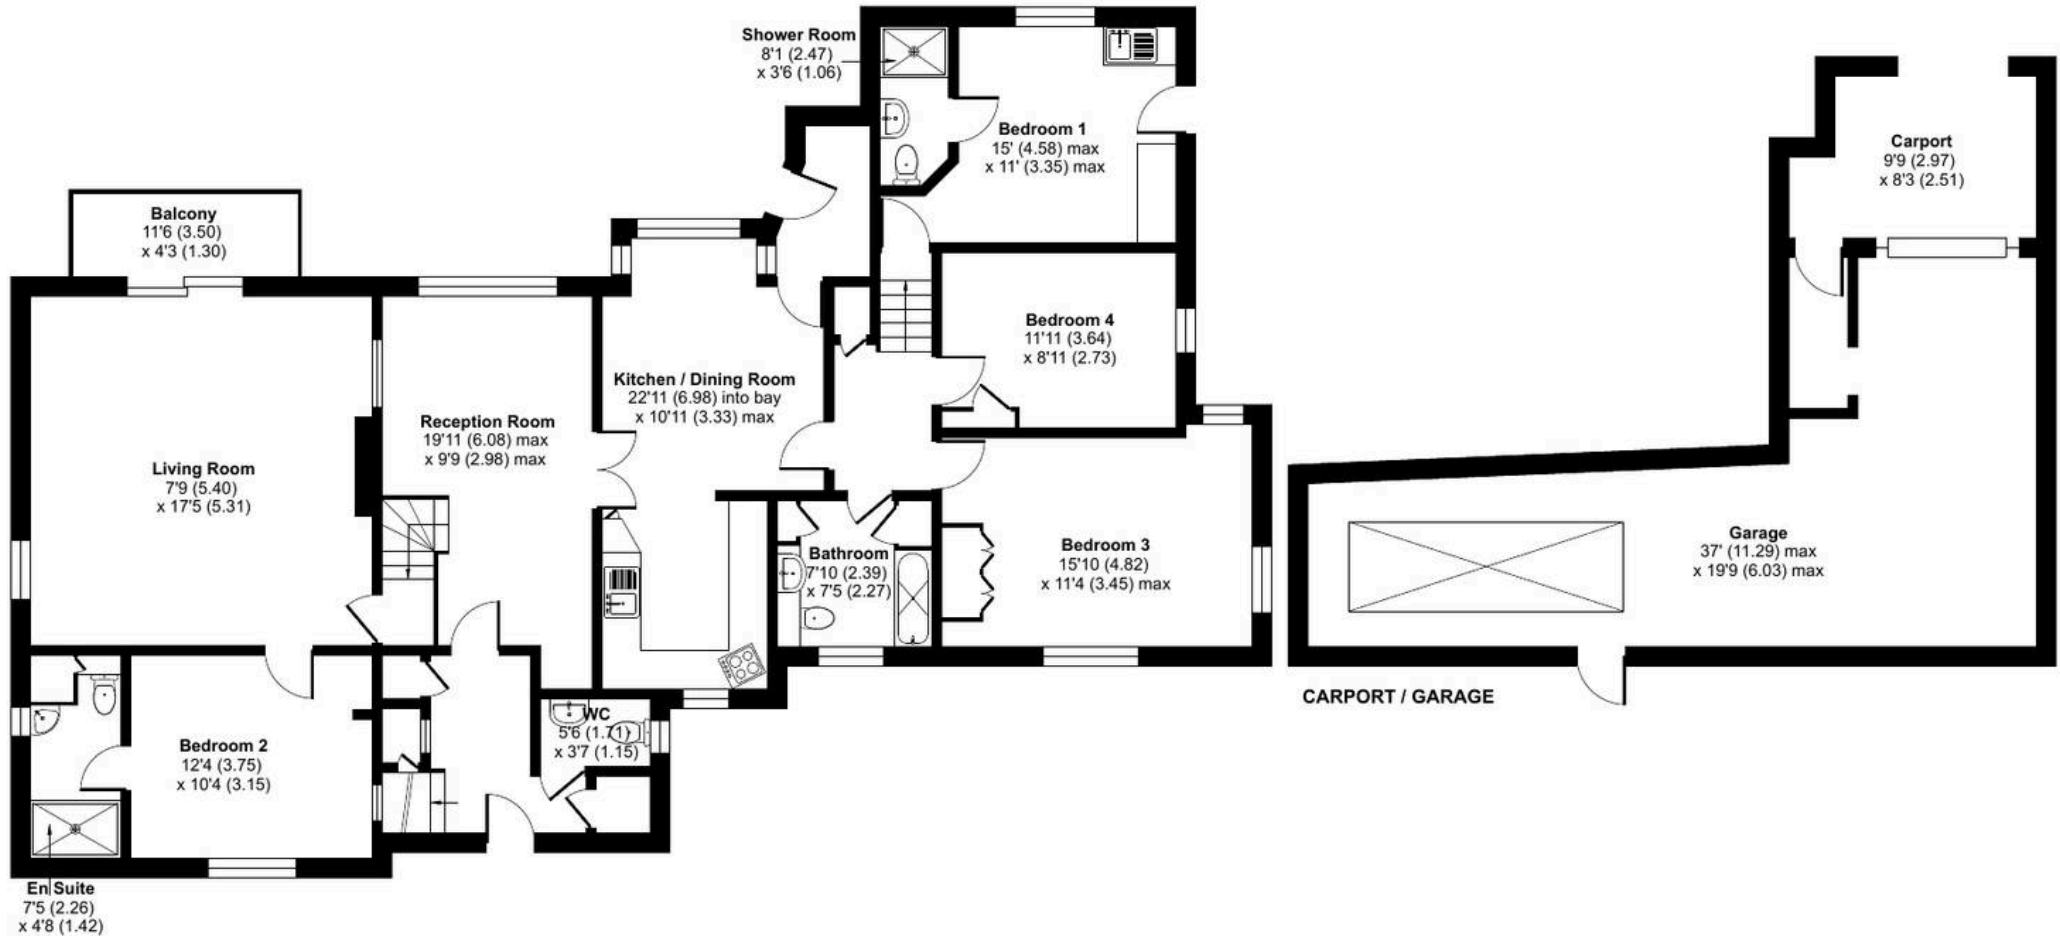 Shower Room
8'1 (2.47)
x 3'6 (1.06)
Bedroom 1
15' (4.58) max
x 11' (3.35) max
Carport
9'9 (2.97)
x 8'3 (2.51)
Balcony
11'6 (3.50)
x 4'3 (1.30)
Bedroom 4
11'11 (3.64)
x 8'11 (2.73)
Kitchen / Dining Room
22'11 (6.98) into bay
x 10'11 (3.33) max
Reception Room
19'11 (6.08) max
x 9'9 (2.98) max
Living Room
7'9 (5.40)
x 17'5 (5.31)
Bathroom
7'10 (2.39)
x 7'5 (2.27)
Bedroom 3
15'10 (4.82)
x 11'4 (3.45) max
Garage
37' (11.29) max
x 19'9 (6.03) max
CARPORT / GARAGE
WC
5'6 (1.71)
x 3'7 (1.15)
Bedroom 2
12'4 (3.75)
x 10'4 (3.15)
En Suite
7'5 (2.26)
x 4'8 (1.42)